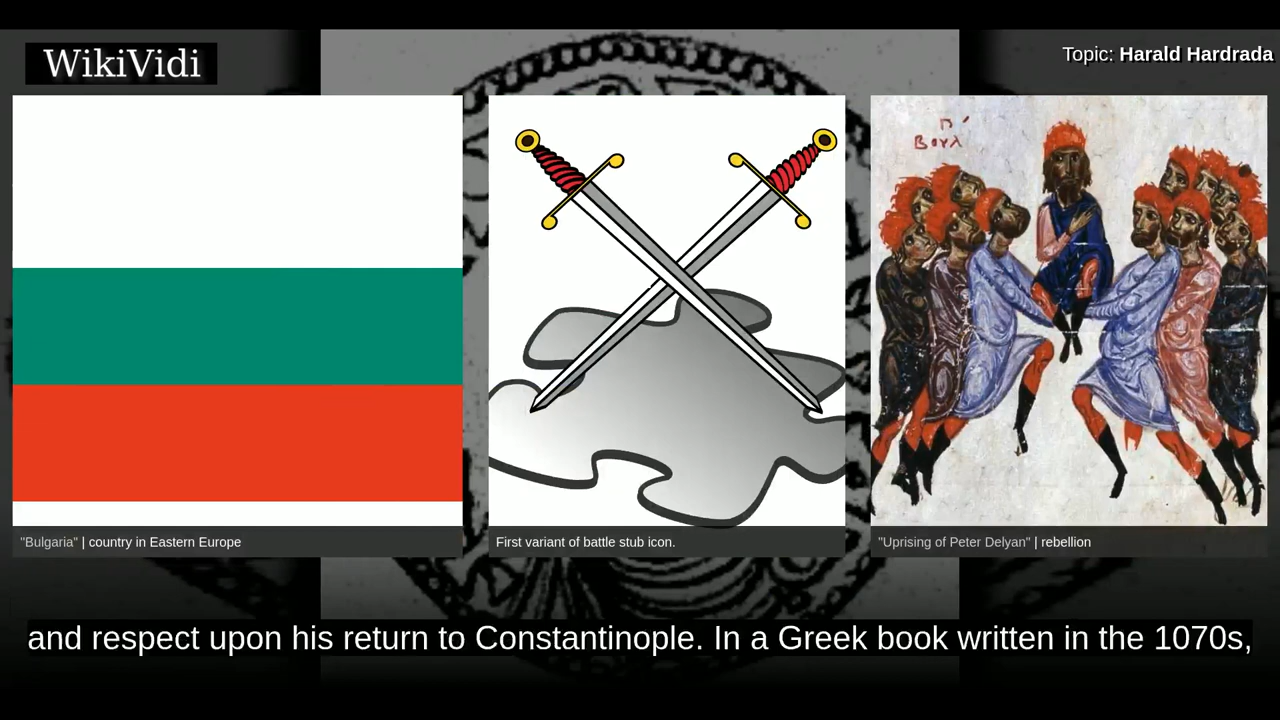 WikiVidi
Topic: Harald Hardrada
Βουλ
"Bulgaria" | country in Eastern Europe
First variant of battle stub icon.
"Uprising of Peter Delyan" | rebellion
and respect upon his return to Constantinople. In a Greek book written in the 1070s,